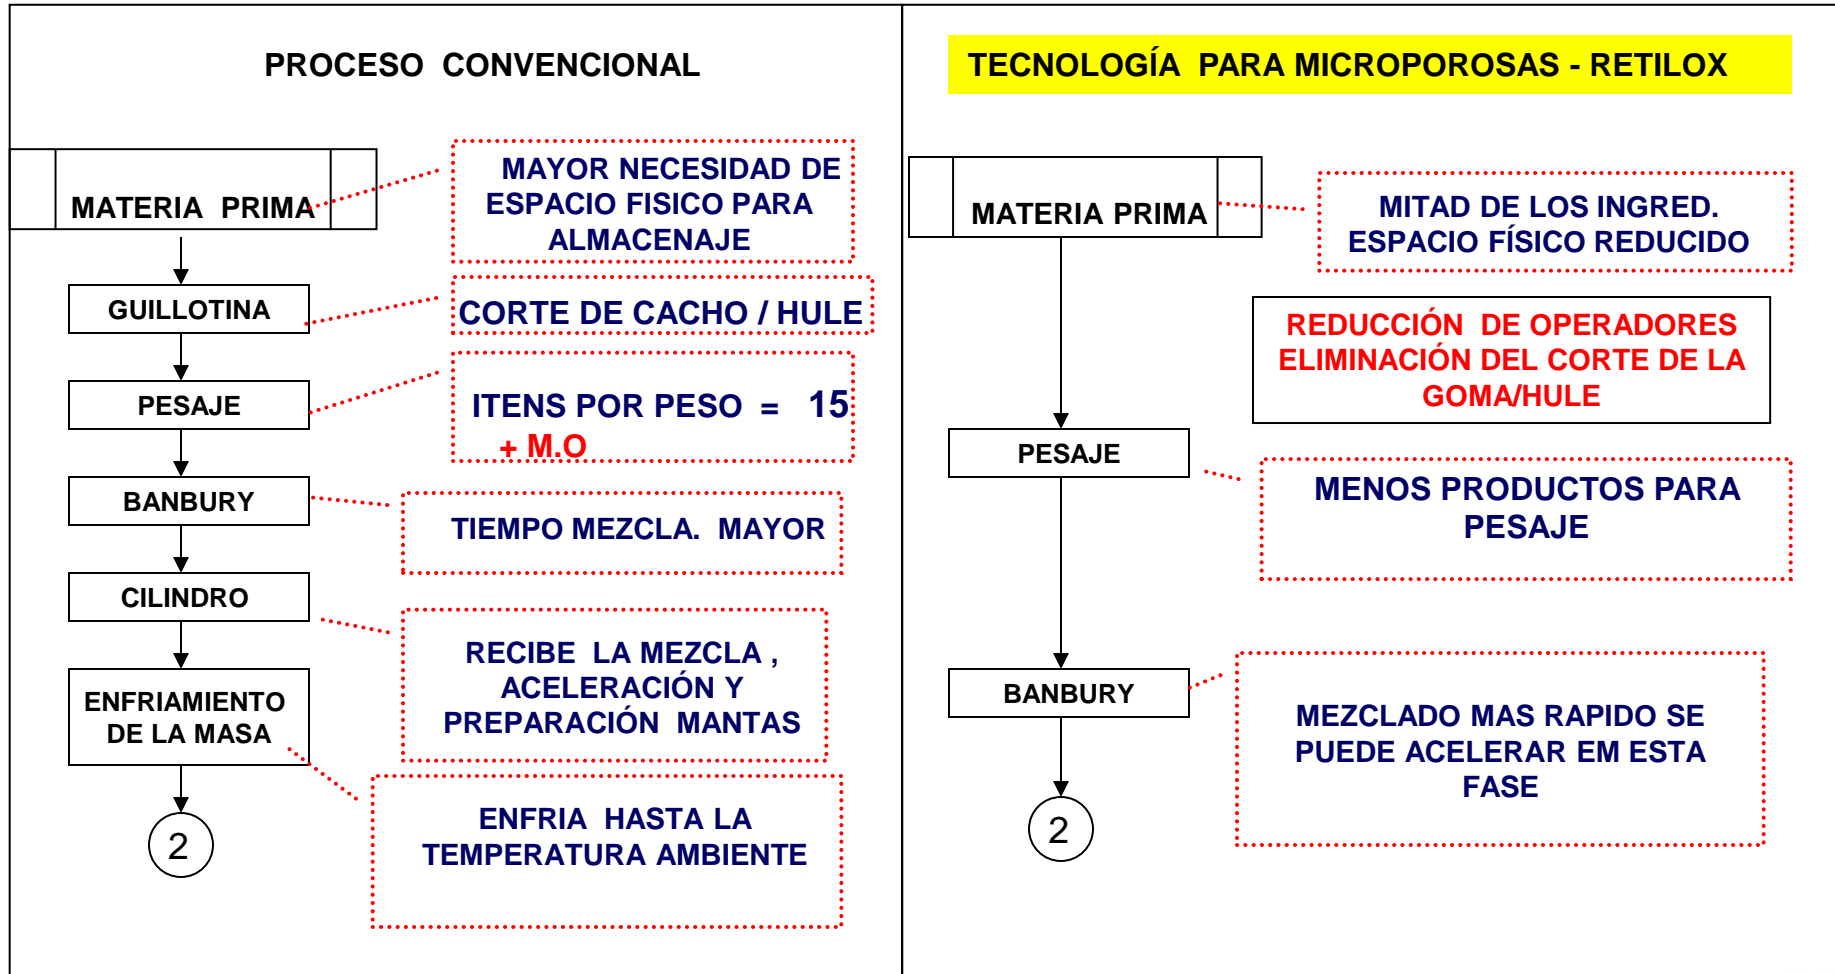 PROCESO CONVENCIONAL
MATERIA PRIMA
MAYOR NECESIDAD DE
ESPACIO FISICO PARA
ALMACENAJE
GUILLOTINA
CORTE DE CACHO / HULE
PESAJE
ITENS POR PESO = 15
+ M.O
BANBURY
TIEMPO MEZCLA. MAYOR
CILINDRO
RECIBE LA MEZCLA ,
ACELERACIÓN Y
PREPARACIÓN MANTAS
ENFRIAMIENTO
DE LA MASA
ENFRIA HASTA LA
TEMPERATURA AMBIENTE
2
TECNOLOGÍA PARA MICROPOROSAS - RETILOX
MATERIA PRIMA
MITAD DE LOS INGRED.
ESPACIO FÍSICO REDUCIDO
REDUCCIÓN DE OPERADORES
ELIMINACIÓN DEL CORTE DE LA
GOMA/HULE
PESAJE
MENOS PRODUCTOS PARA
PESAJE
BANBURY
MEZCLADO MAS RAPIDO SE
PUEDE ACELERAR EM ESTA
FASE
2